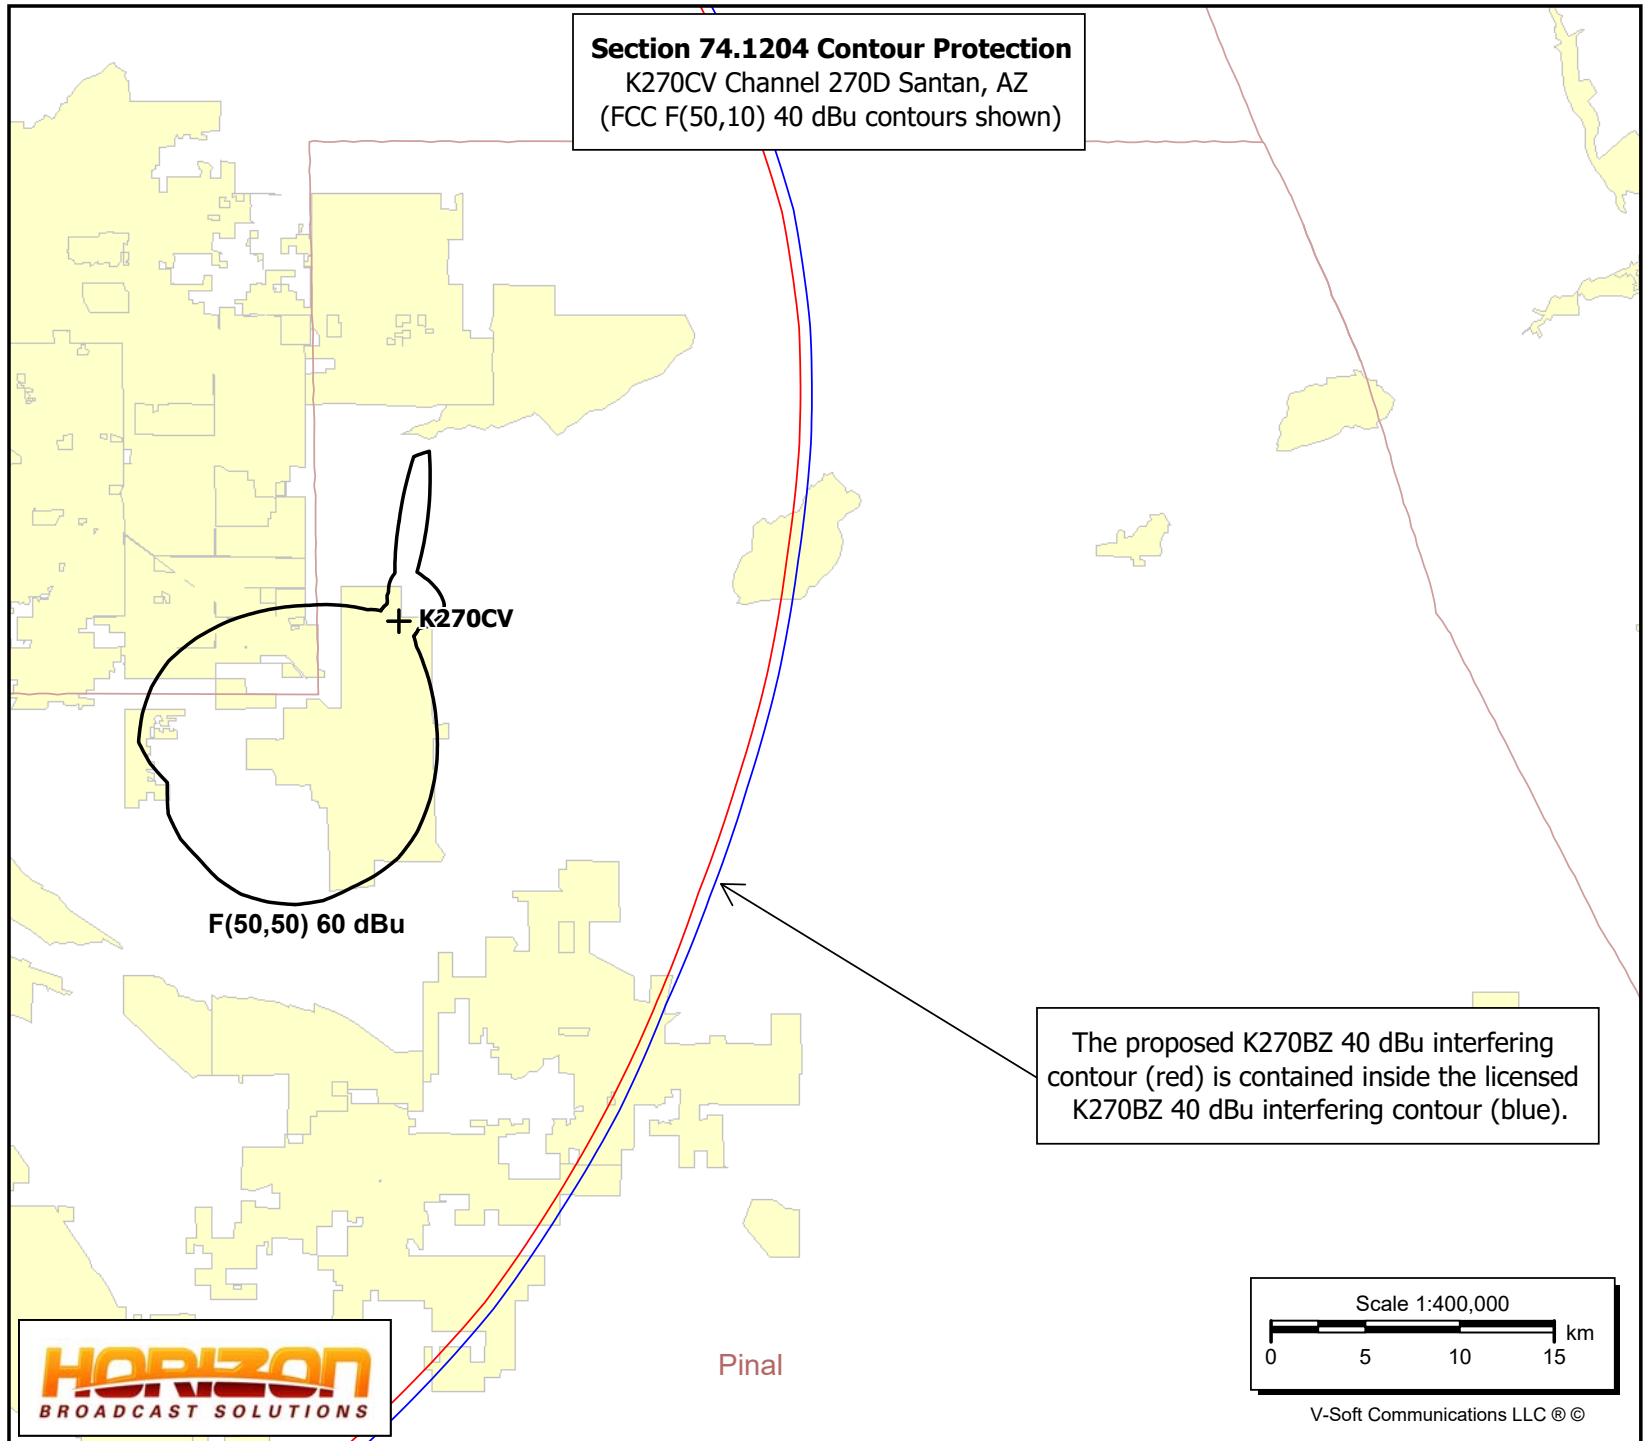 Section 74.1204 Contour Protection
K270CV Channel 270D Santan, AZ
(FCC F(50,10) 40 dBu contours shown)
K270CV
F(50,50) 60 dBu
The proposed K270BZ 40 dBu interfering
contour (red) is contained inside the licensed
K270BZ 40 dBu interfering contour (blue).
Pinal
Scale 1:400,000
km
0 5 10 15
V-Soft Communications LLC ® ©
HORIZON
BROADCAST SOLUTIONS